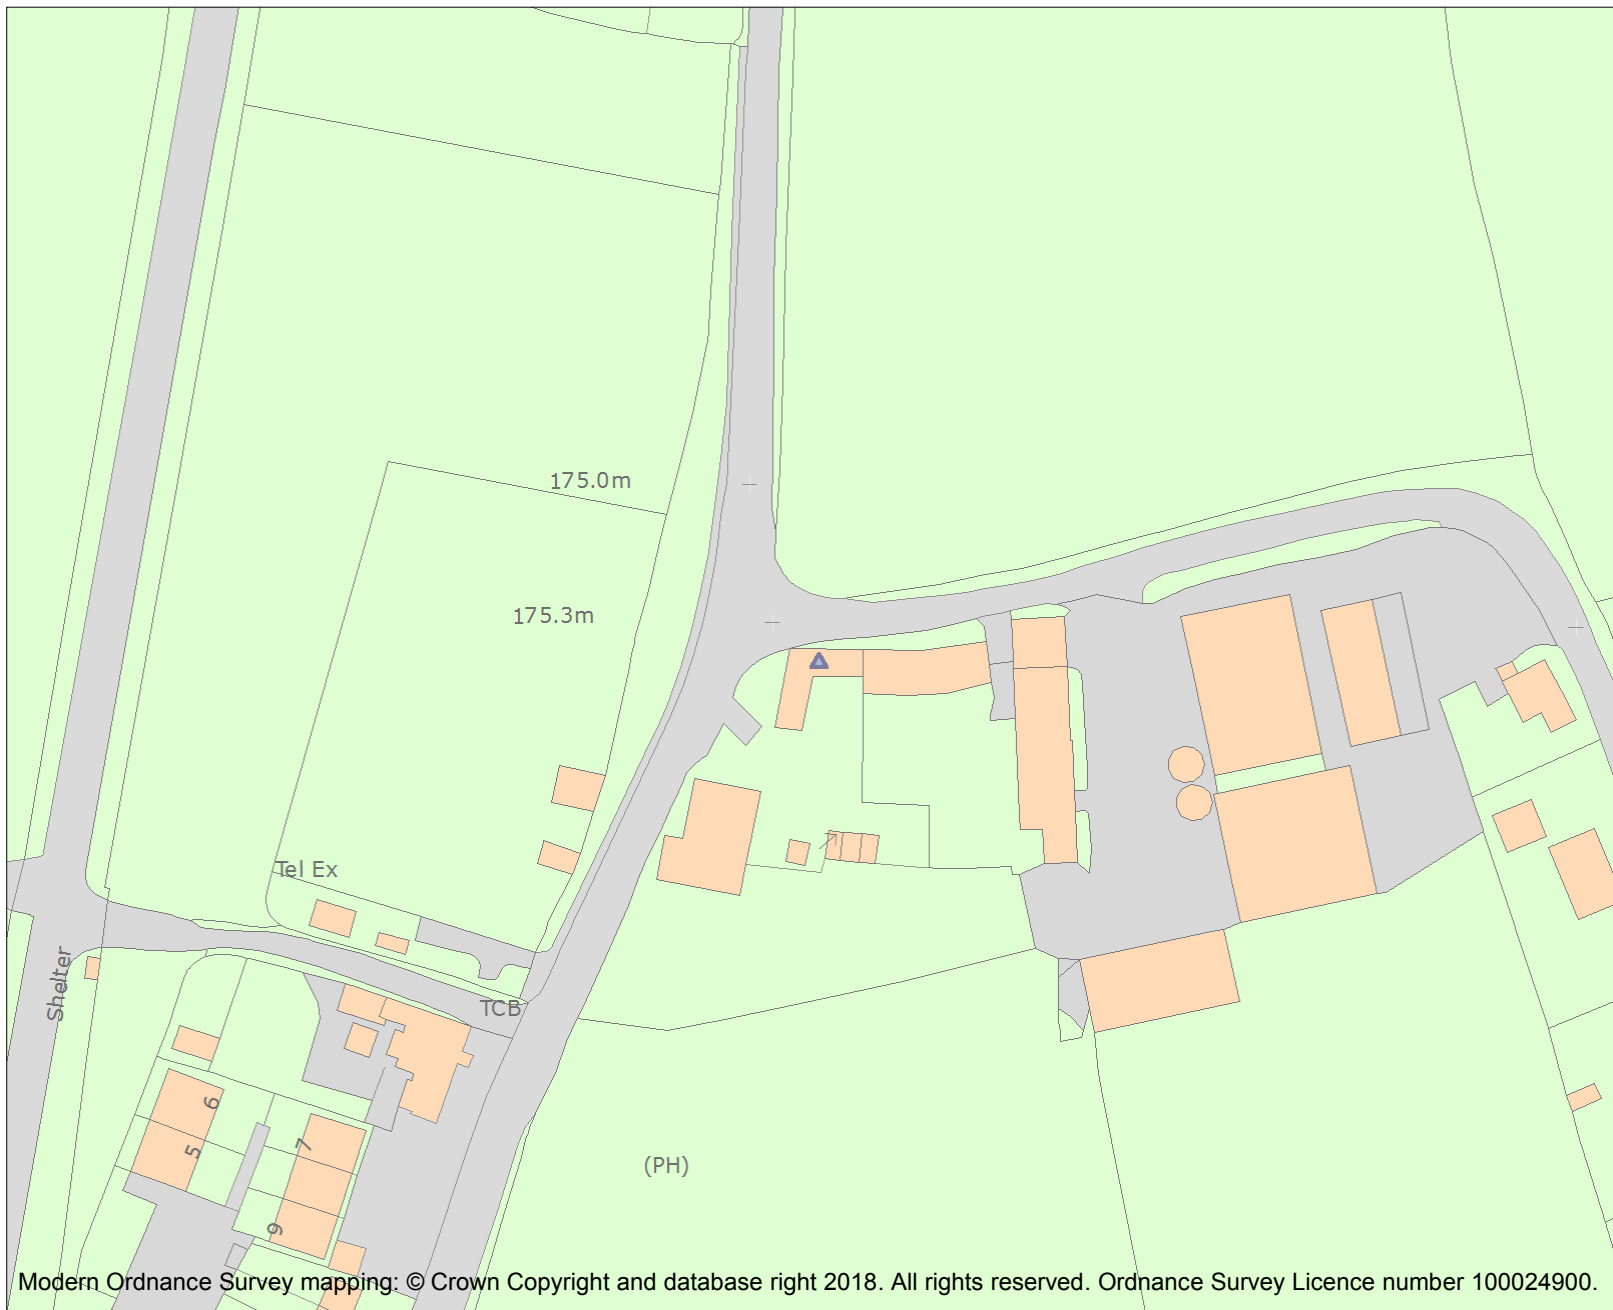 175.0m
175.3m
Tel Ex
Shelter
TCB
6
5
7
9
(PH)
Modern Ordnance Survey mapping: © Crown Copyright and database right 2018. All rights reserved. Ordnance Survey Licence number 100024900.